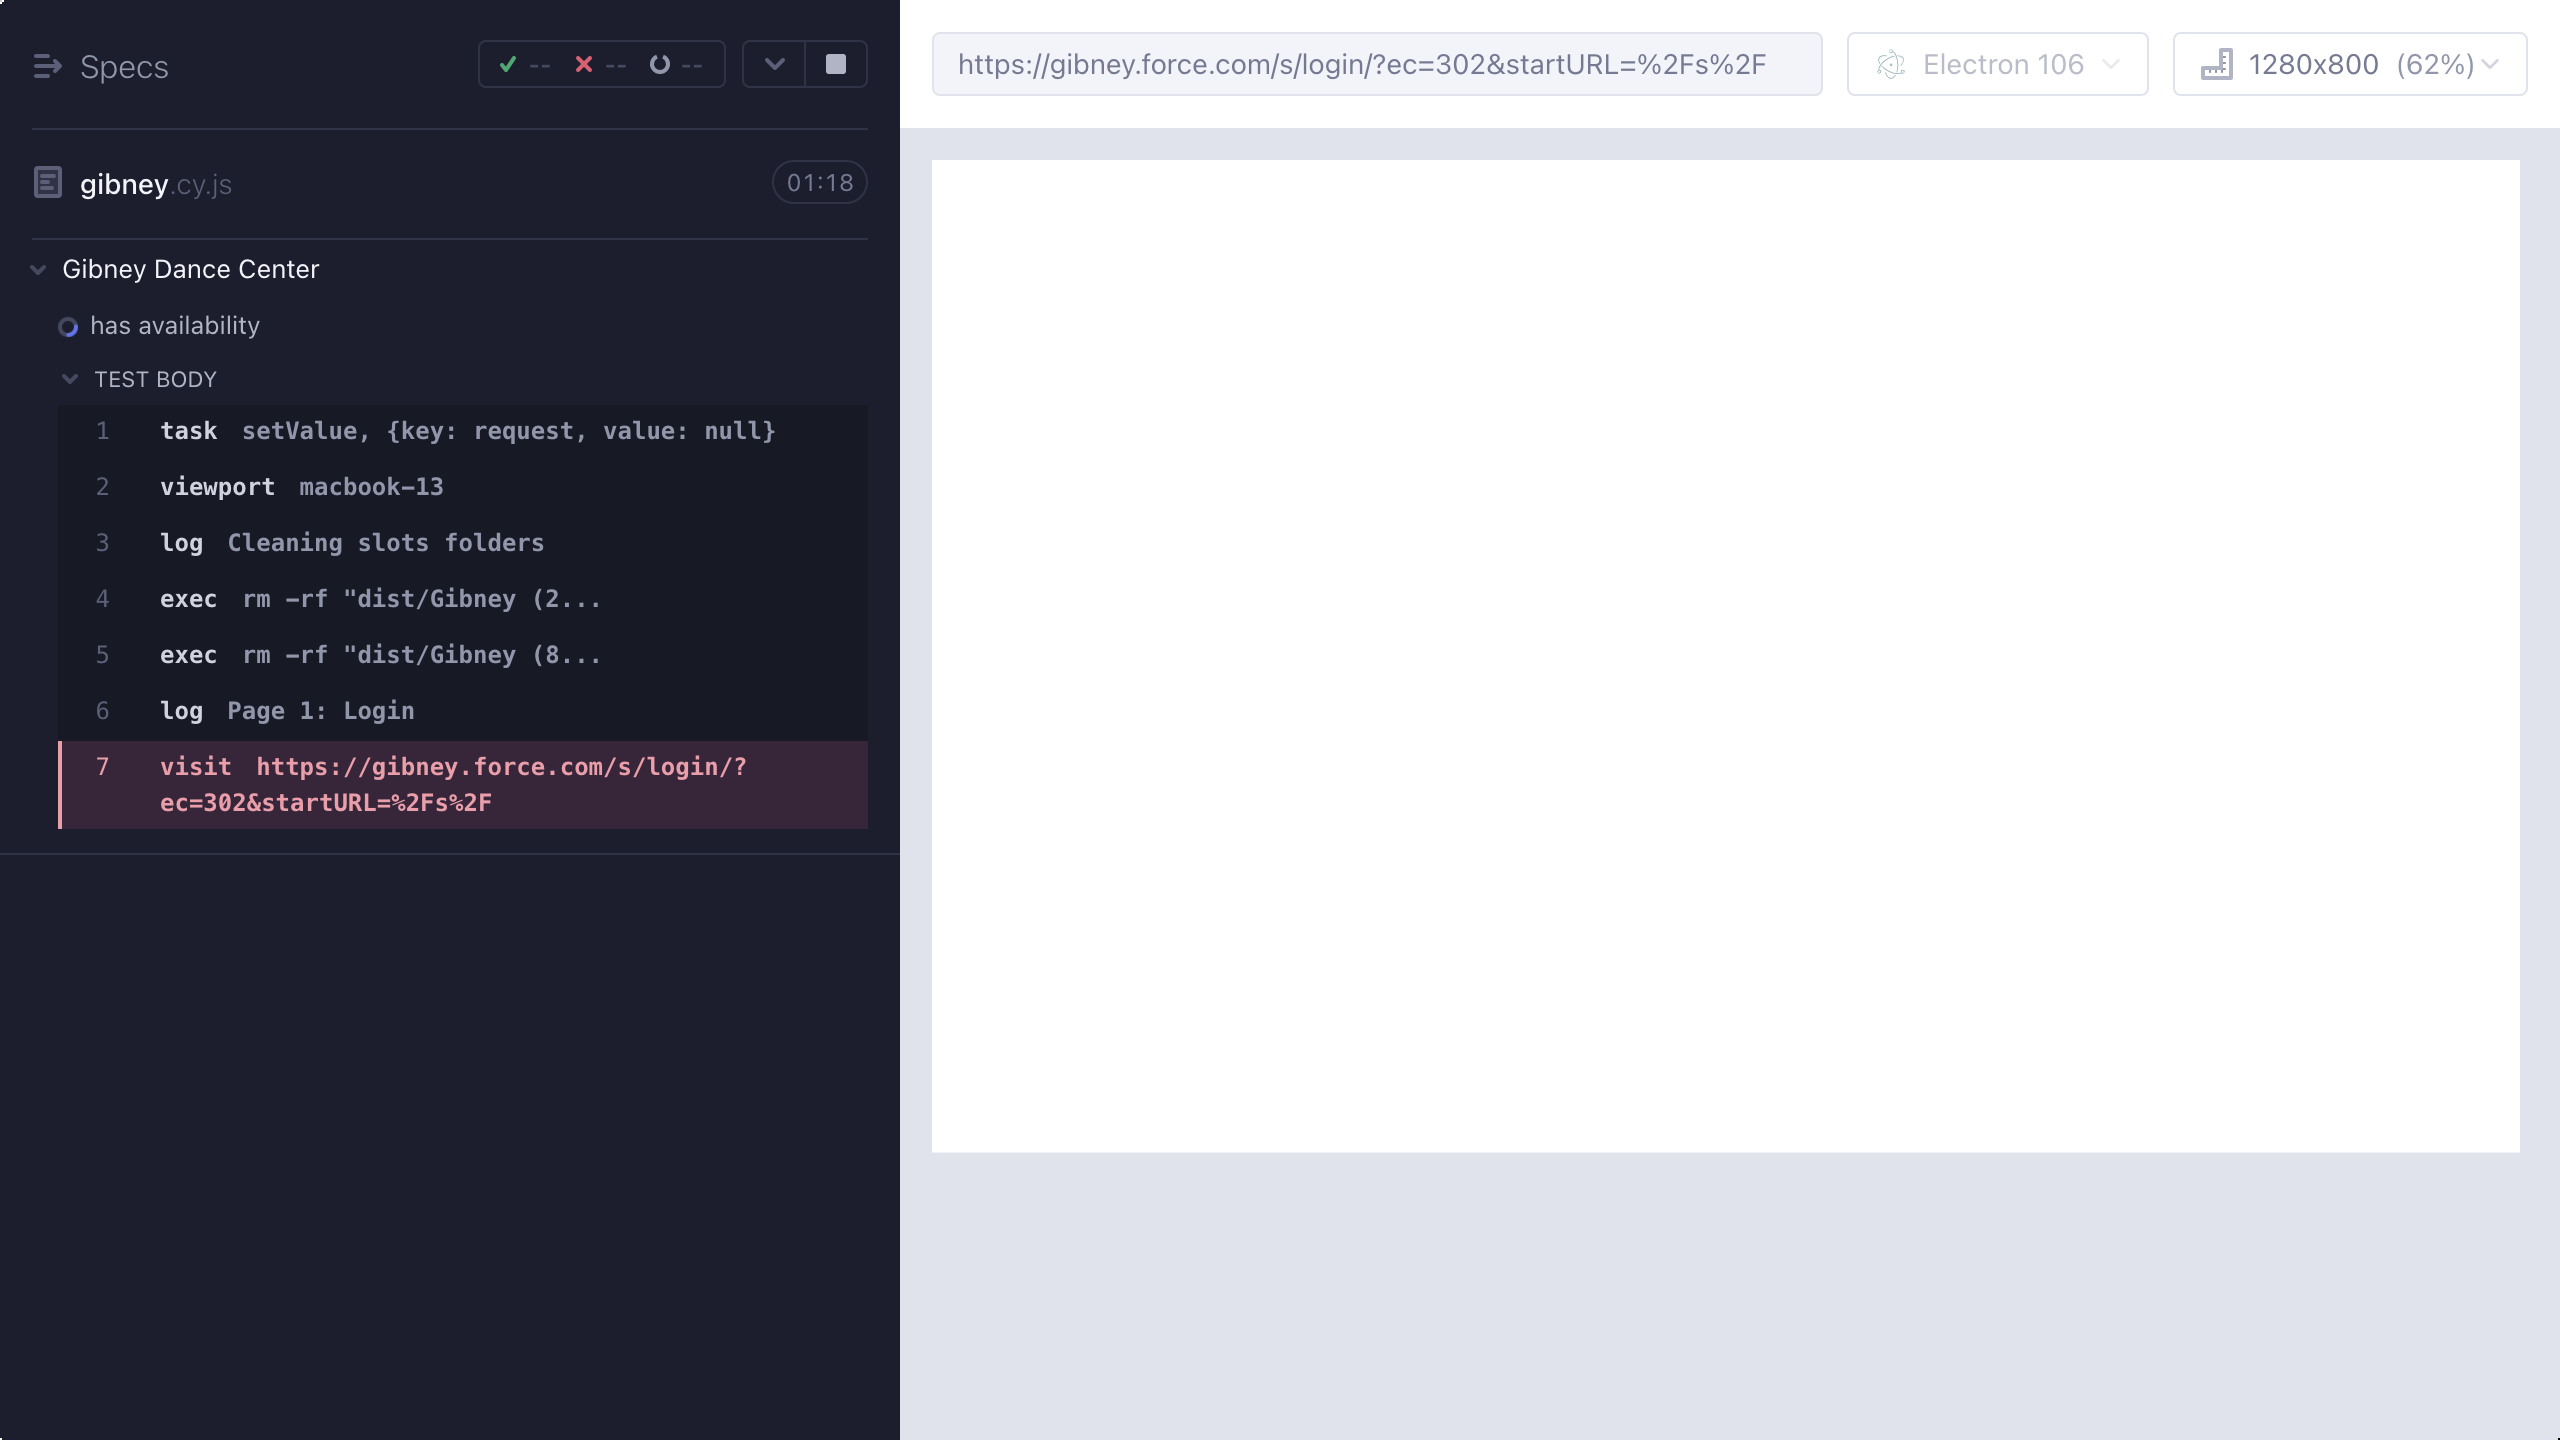 Specs
-- -- --
gibney.cy.js
01:18
Gibney Dance Center
has availability
TEST BODY
1 task setValue, {key: request, value: null}
2 viewport macbook-13
3 log Cleaning slots folders
4 exec rm -rf "dist/Gibney (2...
5 exec rm -rf "dist/Gibney (8...
6 log Page 1: Login
7 visit https://gibney.force.com/s/login/?
ec=302&startURL=%2Fs%2F
https://gibney.force.com/s/login/?ec=302&startURL=%2Fs%2F
Electron 106
1280x800 (62%)